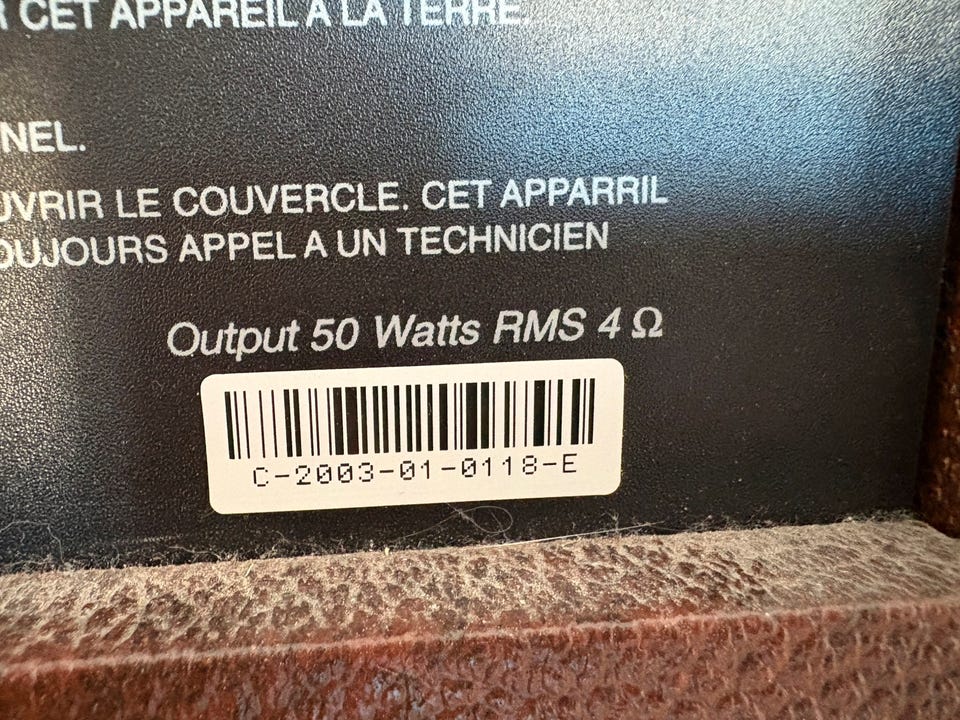 CET APPAREIL A LA TERRE.
NEL.
UVRIR LE COUVERCLE. CET APPARRIL
OUJOURS APPEL A UN TECHNICIEN
Output 50 Watts RMS 4 Ω
C-2003-01-0118-E